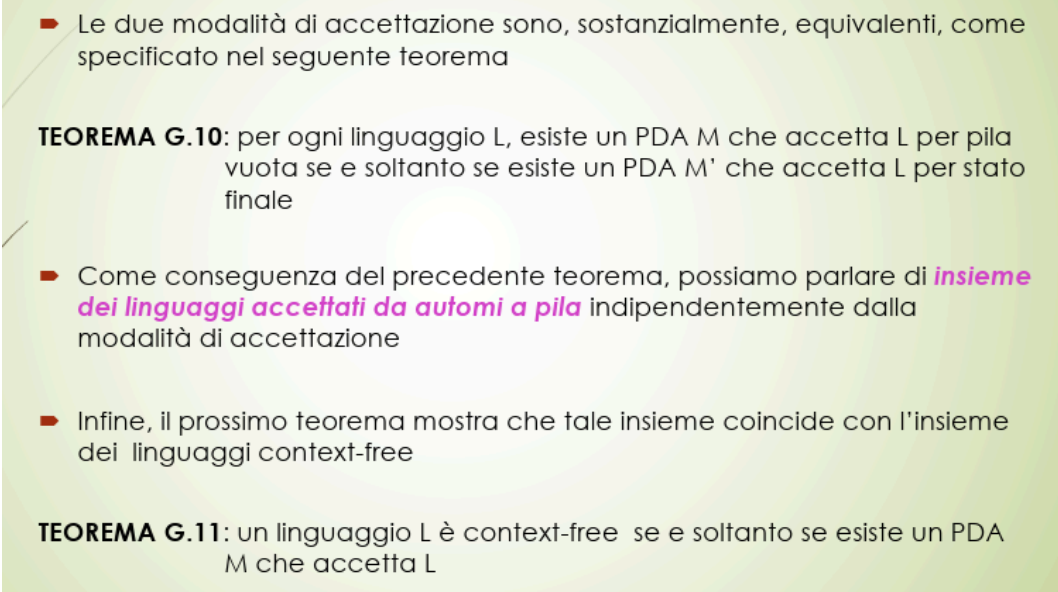 Le due modalità di accettazione sono, sostanzialmente, equivalenti, come
specificato nel seguente teorema
TEOREMA G.10: per ogni linguaggio L, esiste un PDA M che accetta L per pila
vuota se e soltanto se esiste un PDA M' che accetta L per stato
finale
Come conseguenza del precedente teorema, possiamo parlare di insieme
dei linguaggi accettati da automi a pila indipendentemente dalla
modalità di accettazione
Infine, il prossimo teorema mostra che tale insieme coincide con l'insieme
dei linguaggi context-free
TEOREMA G.11: un linguaggio L è context-free se e soltanto se esiste un PDA
M che accetta L